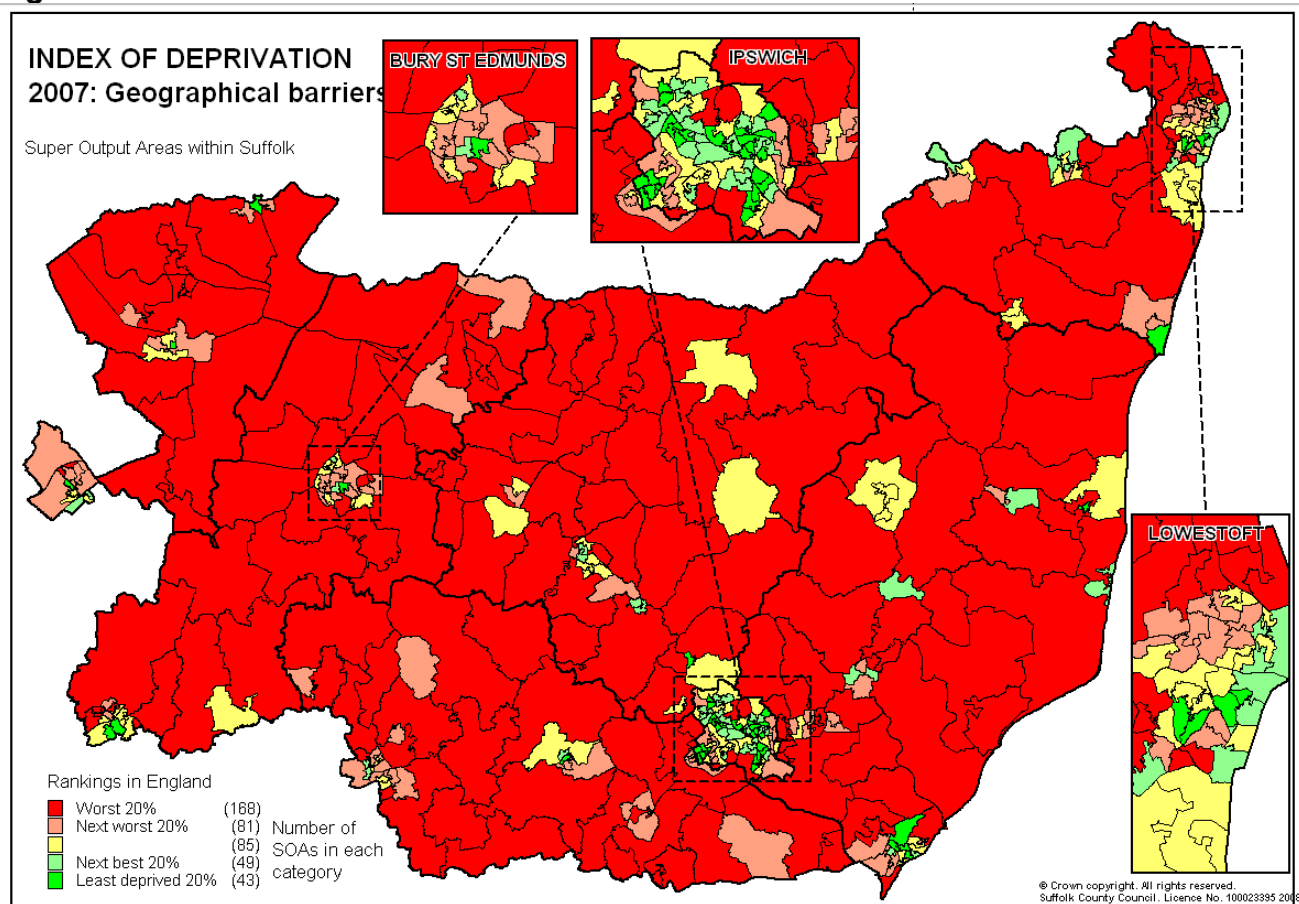 INDEX OF DEPRIVATION
2007: Geographical barriers
Super Output Areas within Suffolk
BURY ST EDMUNDS
IPSWICH
LOWESTOFT
Rankings in England
Worst 20% (168)
Next worst 20% (81)
(85)
Next best 20% (49)
Least deprived 20% (43)
Number of
SOAs in each
category
© Crown copyright. All rights reserved.
Suffolk County Council. Licence No. 100023395 2008